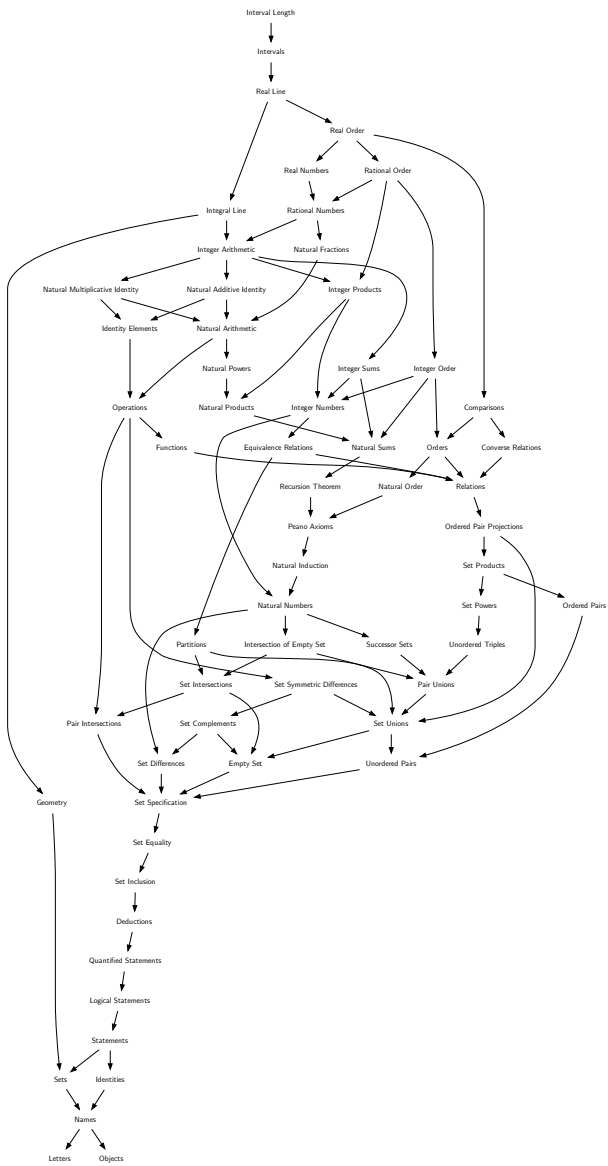 Interval Length
Intervals
Real Line
Real Order
Real Numbers
Rational Order
Integral Line
Rational Numbers
Integer Arithmetic
Natural Fractions
Natural Multiplicative Identity
Natural Additive Identity
Integer Products
Identity Elements
Natural Arithmetic
Natural Powers
Integer Sums
Integer Order
Operations
Natural Products
Integer Numbers
Comparisons
Functions
Equivalence Relations
Natural Sums
Orders
Converse Relations
Recursion Theorem
Natural Order
Relations
Peano Axioms
Ordered Pair Projections
Natural Induction
Set Products
Natural Numbers
Set Powers
Ordered Pairs
Partitions
Intersection of Empty Set
Successor Sets
Unordered Triples
Set Intersections
Set Symmetric Differences
Pair Unions
Pair Intersections
Set Complements
Set Unions
Set Differences
Empty Set
Unordered Pairs
Geometry
Set Specification
Set Equality
Set Inclusion
Deductions
Quantified Statements
Logical Statements
Statements
Sets
Identities
Names
Letters
Objects